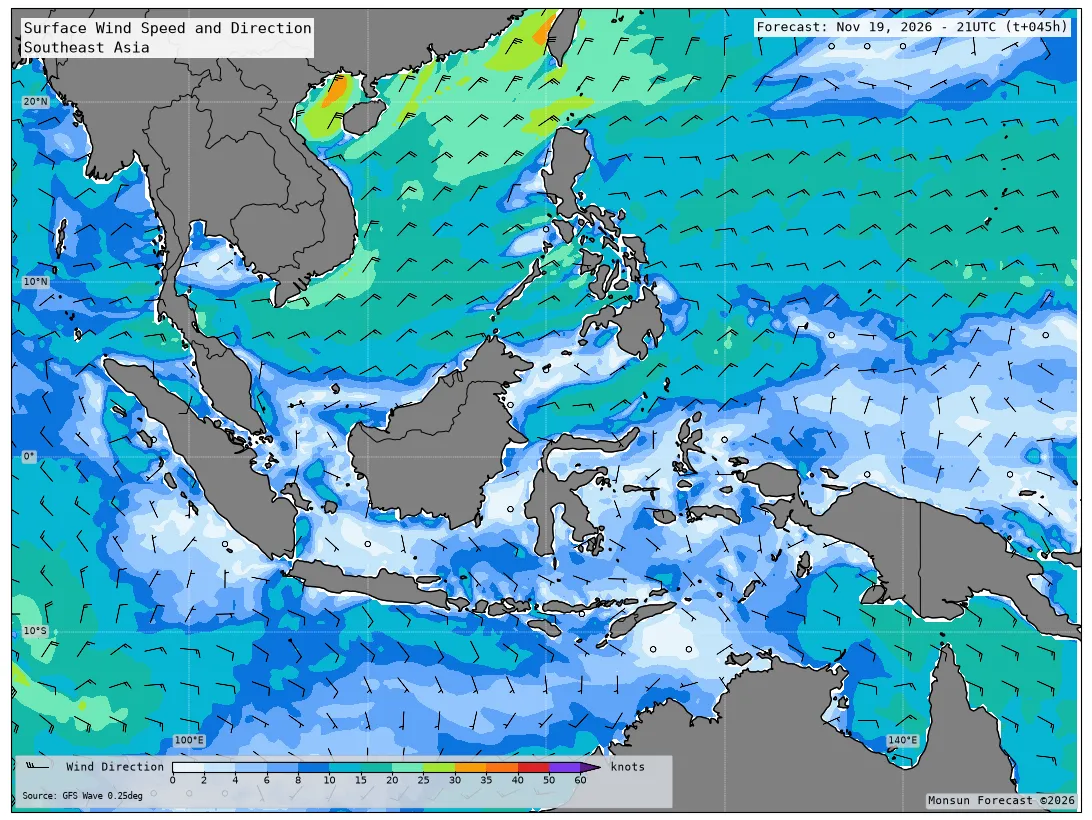 Surface Wind Speed and Direction
Southeast Asia
Forecast: Nov 19, 2026 - 21UTC (t+045h)
20°N
10°N
0°
10°S
100°E
140°E
Wind Direction
0 2 4 6 8 10 15 20 25 30 35 40 50 60
knots
Source: GFS Wave 0.25deg
Monsun Forecast ©2026